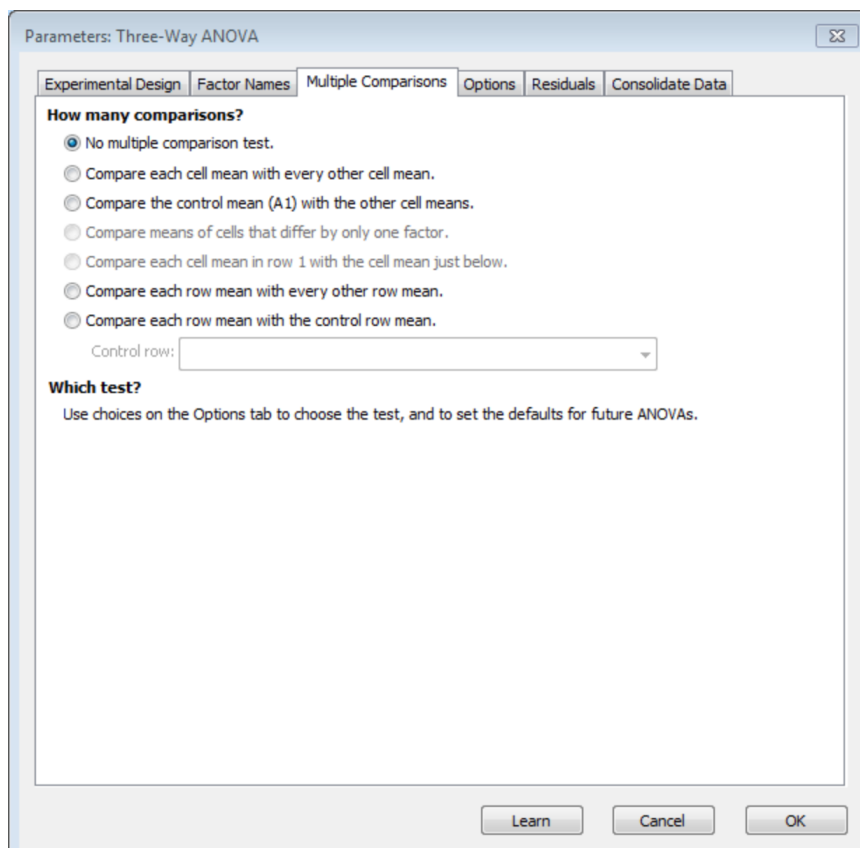 Parameters: Three-Way ANOVA
Experimental Design Factor Names Multiple Comparisons Options Residuals Consolidate Data
How many comparisons?
No multiple comparison test.
Compare each cell mean with every other cell mean.
Compare the control mean (A1) with the other cell means.
Compare means of cells that differ by only one factor.
Compare each cell mean in row 1 with the cell mean just below.
Compare each row mean with every other row mean.
Compare each row mean with the control row mean.
Control row:
Which test?
Use choices on the Options tab to choose the test, and to set the defaults for future ANOVAs.
Learn Cancel OK